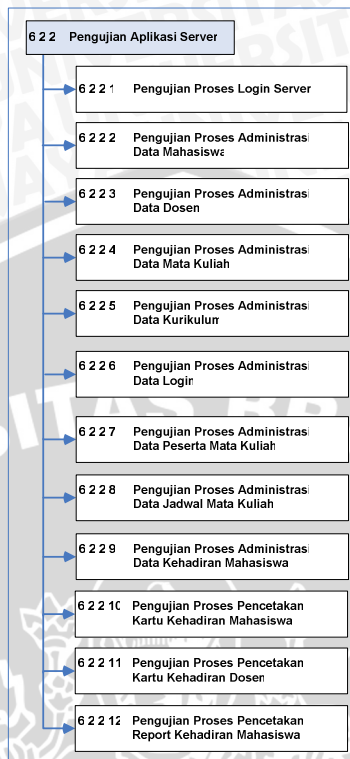 6 2 2 Pengujian Aplikasi Server
6 2 2 1 Pengujian Proses Login Server
6 2 2 2 Pengujian Proses Administrasi
Data Mahasiswa
6 2 2 3 Pengujian Proses Administrasi
Data Dosen
6 2 2 4 Pengujian Proses Administrasi
Data Mata Kuliah
6 2 2 5 Pengujian Proses Administrasi
Data Kurikulum
6 2 2 6 Pengujian Proses Administrasi
Data Login
6 2 2 7 Pengujian Proses Administrasi
Data Peserta Mata Kuliah
6 2 2 8 Pengujian Proses Administrasi
Data Jadwal Mata Kuliah
6 2 2 9 Pengujian Proses Administrasi
Data Kehadiran Mahasiswa
6 2 2 10 Pengujian Proses Pencetakan
Kartu Kehadiran Mahasiswa
6 2 2 11 Pengujian Proses Pencetakan
Kartu Kehadiran Dosen
6 2 2 12 Pengujian Proses Pencetakan
Report Kehadiran Mahasiswa